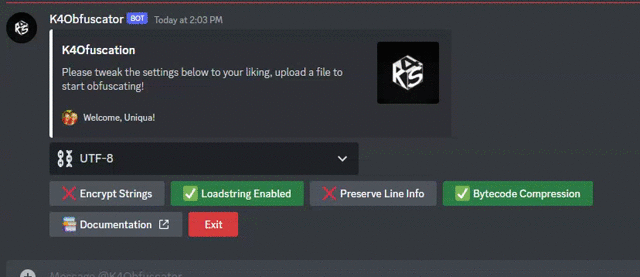 K4Obfuscator BOT Today at 2:03 PM
K4Ofuscation
Please tweak the settings below to your liking, upload a file to
start obfuscating!
KAS
Welcome, Uniqua!
UTF-8
Encrypt Strings Loadstring Enabled Preserve Line Info Bytecode Compression
Documentation Exit
Message @K4Obfuscator